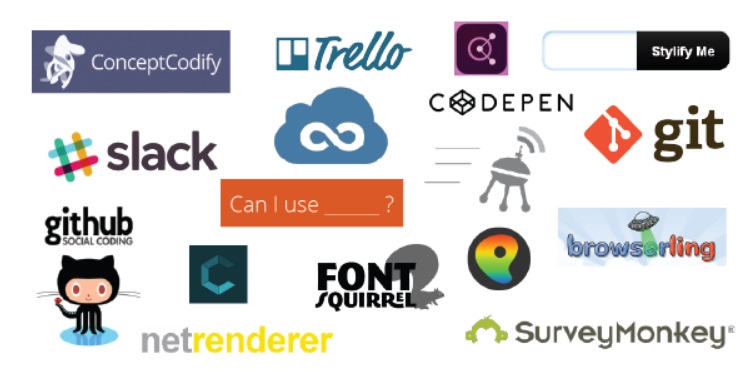 ConceptCodify
Trello
Stylify Me
CODEPEN
git
slack
Can I use ______ ?
github
SOCIAL CODING
browserling
FONT
SQUIRREL
netrenderer
SurveyMonkey®